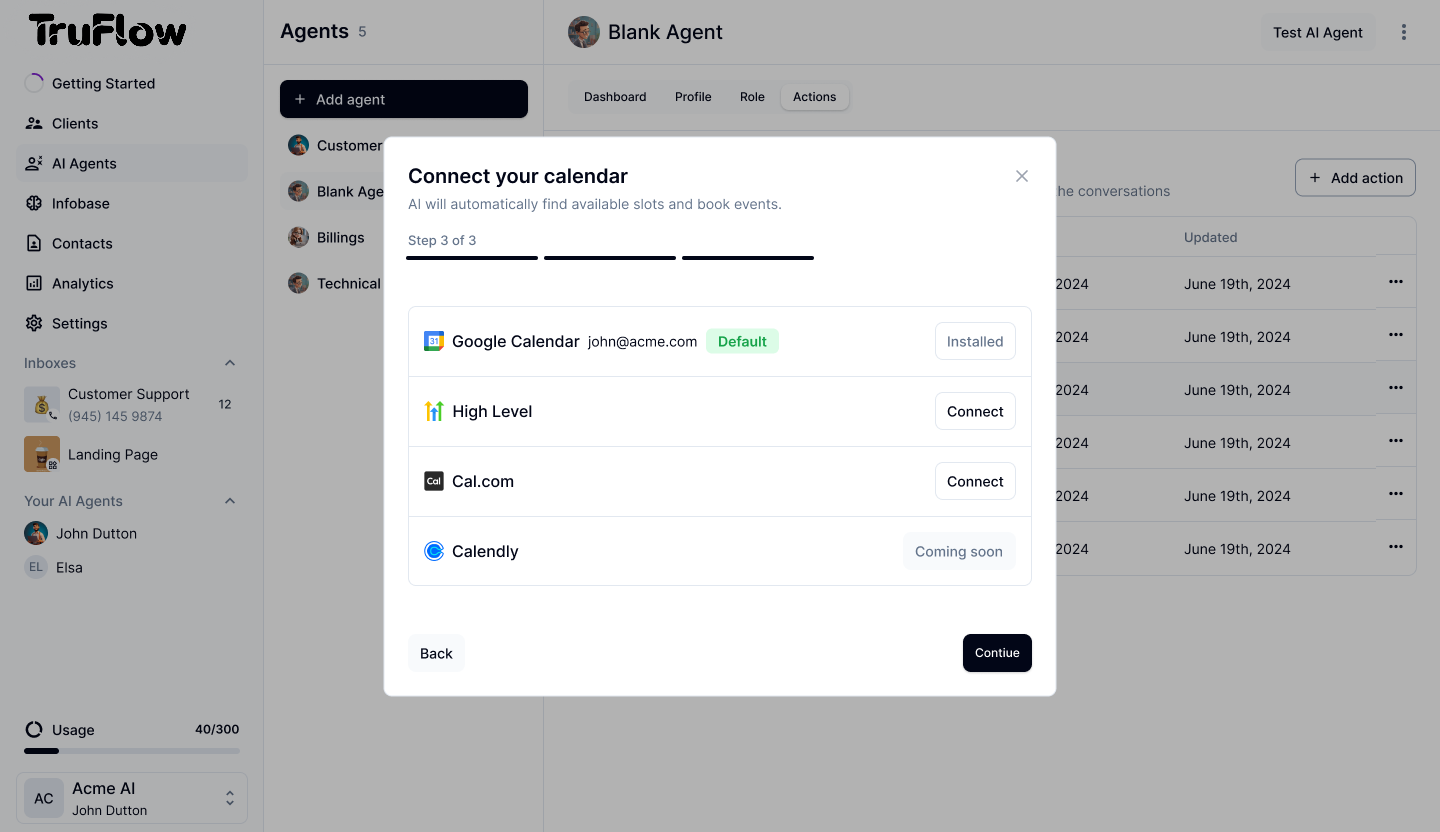 TruFlow
Getting Started
Clients
AI Agents
Infobase
Contacts
Analytics
Settings
Inboxes
Customer Support
(945) 145 9874
12
Landing Page
Your AI Agents
John Dutton
EL
Elsa
Usage
40/300
AC
Acme AI
John Dutton
Agents 5
+ Add agent
Customer
Blank Age
Billings
Technical
Blank Agent
Test AI Agent
Dashboard
Profile
Role
Actions
he conversations
+ Add action
Updated
2024
June 19th, 2024
2024
June 19th, 2024
2024
June 19th, 2024
2024
June 19th, 2024
2024
June 19th, 2024
2024
June 19th, 2024
Connect your calendar
AI will automatically find available slots and book events.
Step 3 of 3
31
Google Calendar john@acme.com Default
Installed
High Level
Connect
Cal
Cal.com
Connect
Calendly
Coming soon
Back
Contiue